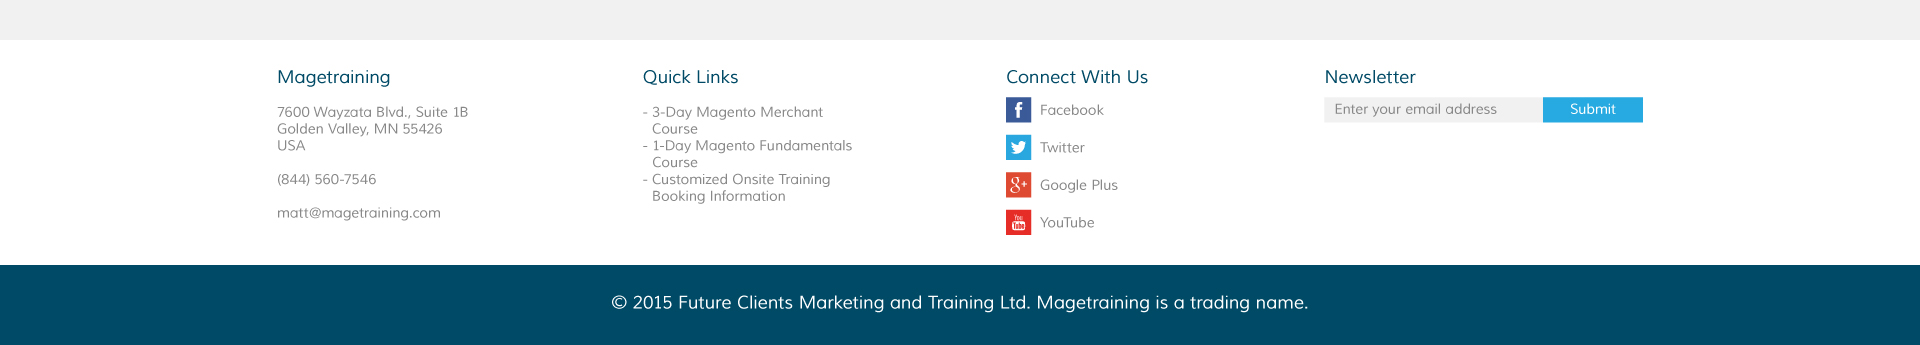 Magetraining
7600 Wayzata Blvd., Suite 1B
Golden Valley, MN 55426
USA
(844) 560-7546
matt@magetraining.com
Quick Links
- 3-Day Magento Merchant
Course
- 1-Day Magento Fundamentals
Course
- Customized Onsite Training
Booking Information
Connect With Us
f Facebook
Twitter
g+ Google Plus
You
Tube YouTube
Newsletter
Enter your email address Submit
© 2015 Future Clients Marketing and Training Ltd. Magetraining is a trading name.